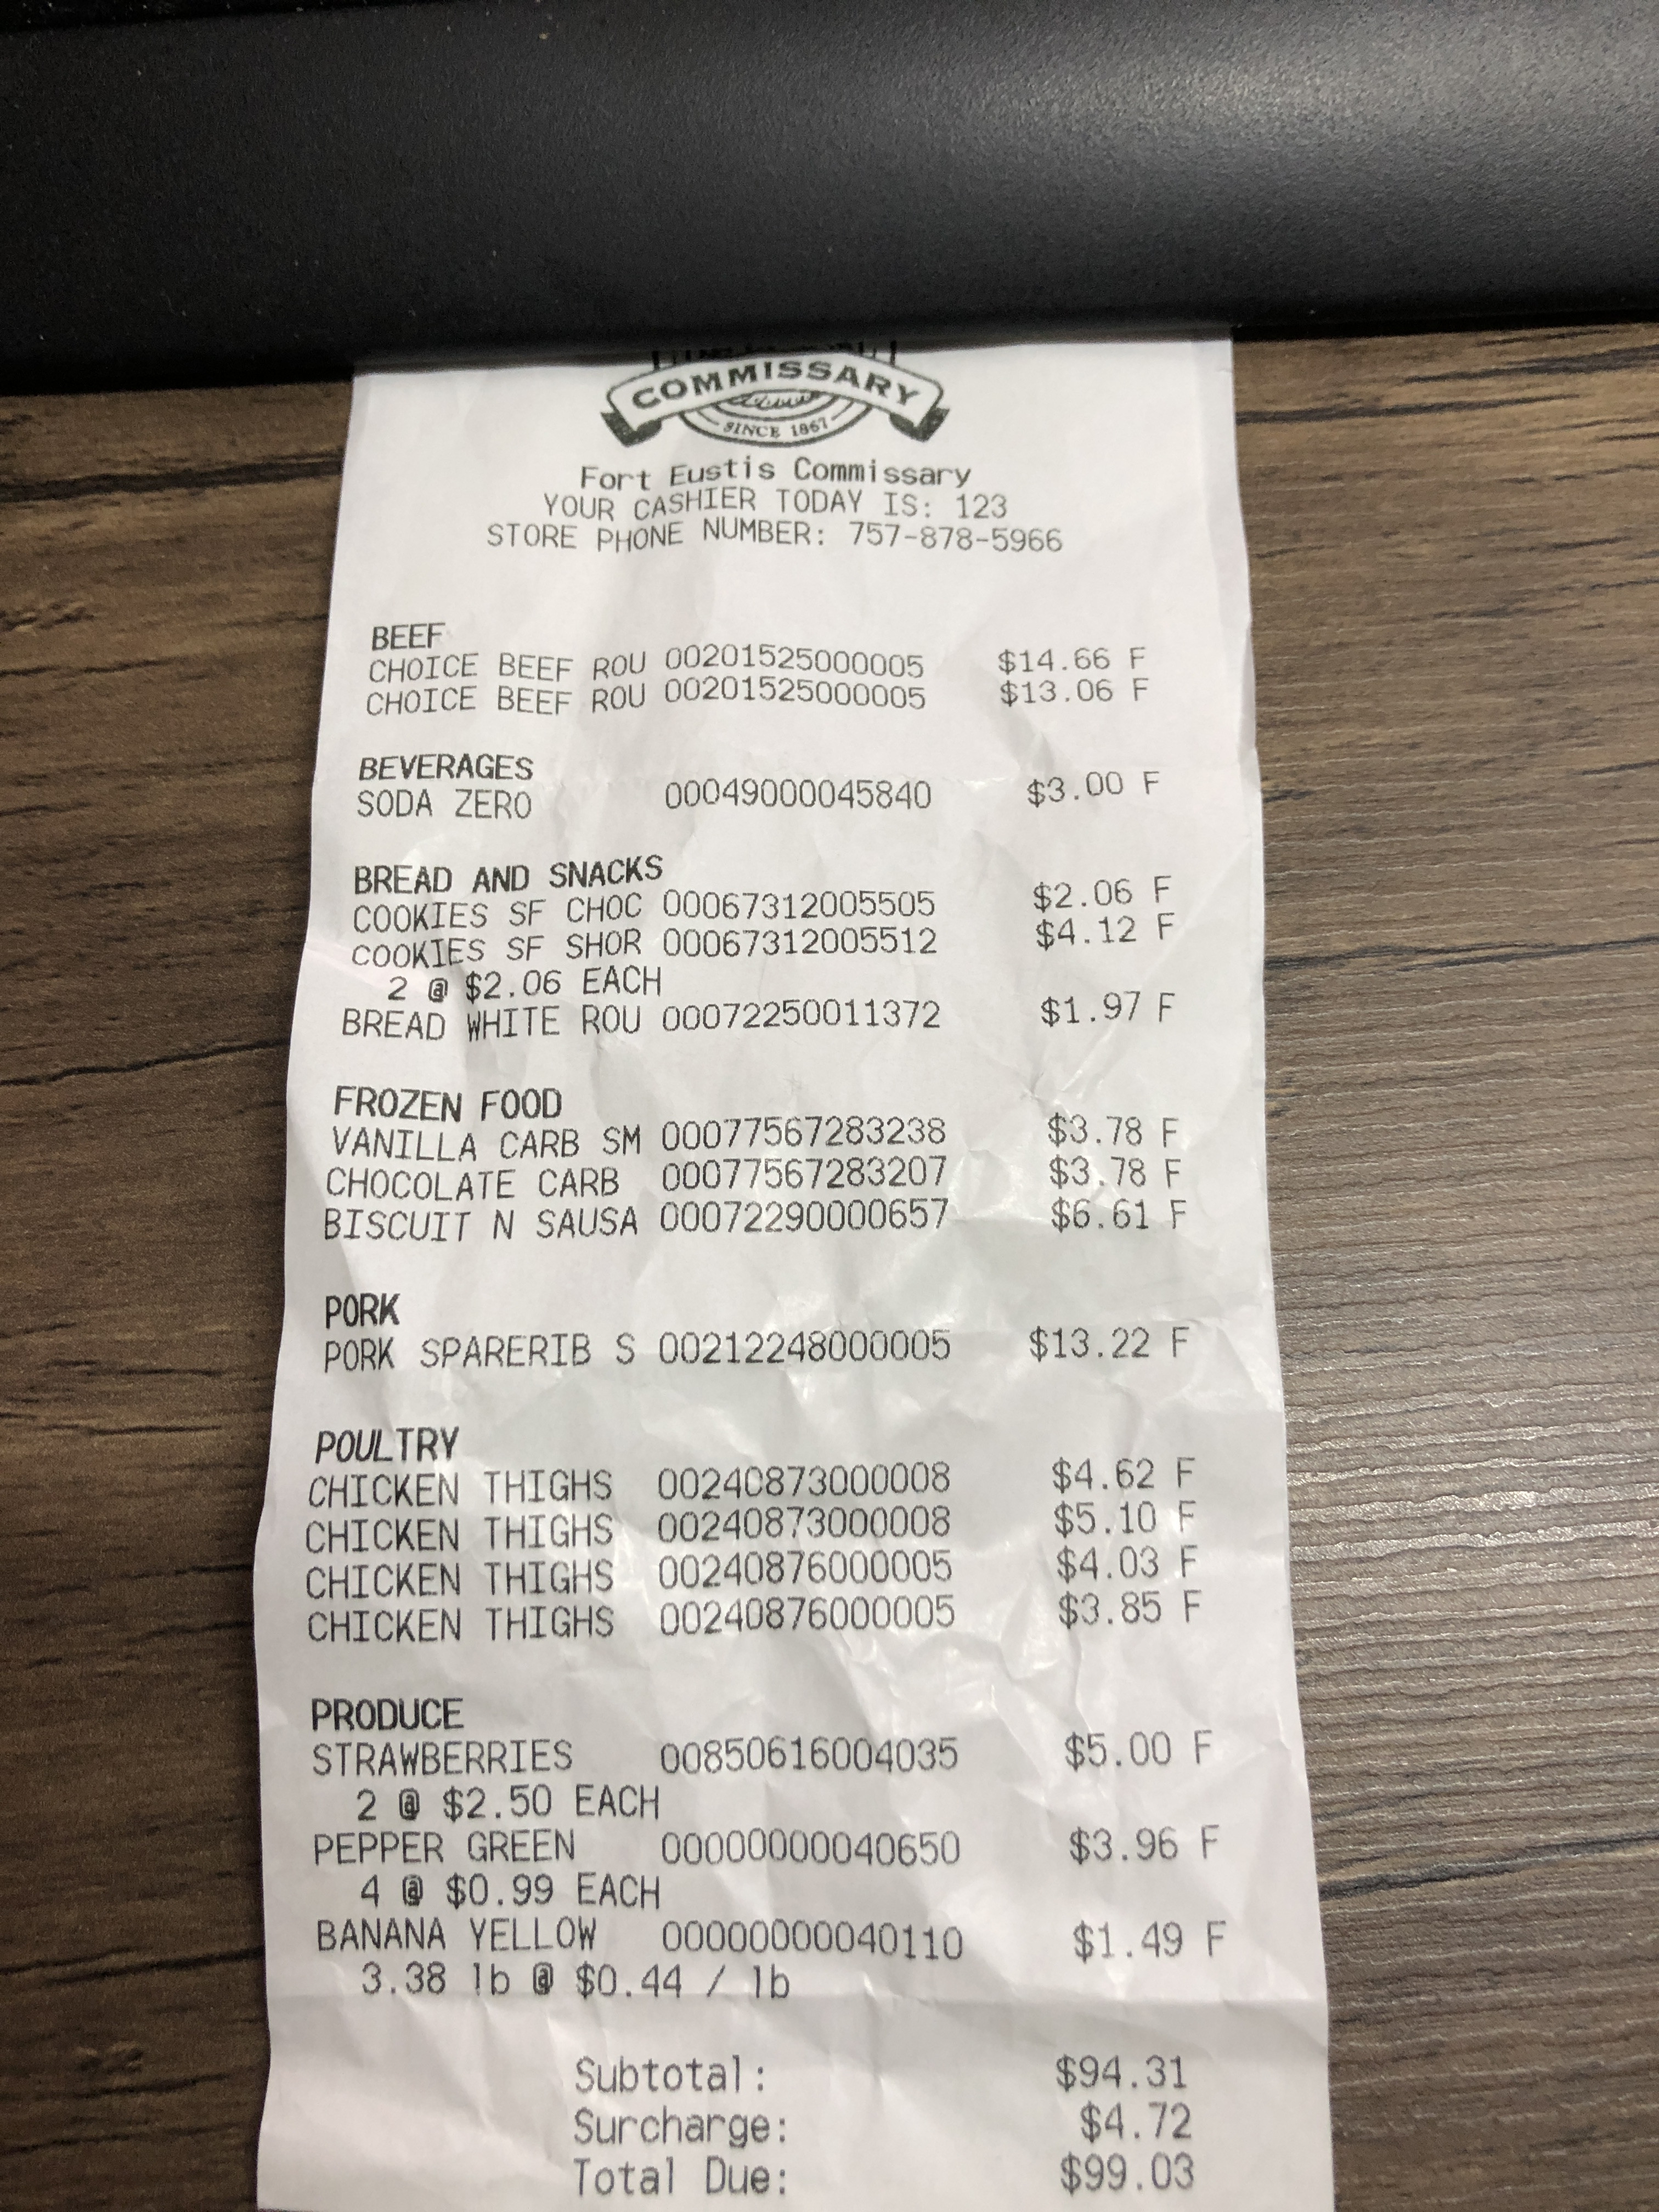 COMMISSARY
SINCE 1867
Fort Eustis Commissary
YOUR CASHIER TODAY IS: 123
STORE PHONE NUMBER: 757-878-5966
BEEF
CHOICE BEEF ROU 00201525000005 $14.66 F
CHOICE BEEF ROU 00201525000005 $13.06 F
BEVERAGES
SODA ZERO 00049000045840 $3.00 F
BREAD AND SNACKS
COOKIES SF CHOC 00067312005505 $2.06 F
COOKIES SF SHOR 00067312005512 $4.12 F
2 @ $2.06 EACH
BREAD WHITE ROU 00072250011372 $1.97 F
FROZEN FOOD
VANILLA CARB SM 00077567283238 $3.78 F
CHOCOLATE CARB 00077567283207 $3.78 F
BISCUIT N SAUSA 00072290000657 $6.61 F
PORK
PORK SPARERIB S 00212248000005 $13.22 F
POULTRY
CHICKEN THIGHS 00240873000008 $4.62 F
CHICKEN THIGHS 00240873000008 $5.10 F
CHICKEN THIGHS 00240876000005 $4.03 F
CHICKEN THIGHS 00240876000005 $3.85 F
PRODUCE
STRAWBERRIES 00850616004035 $5.00 F
2 @ $2.50 EACH
PEPPER GREEN 00000000040650 $3.96 F
4 @ $0.99 EACH
BANANA YELLOW 00000000040110 $1.49 F
3.38 lb @ $0.44 / lb
Subtotal: $94.31
Surcharge: $4.72
Total Due: $99.03